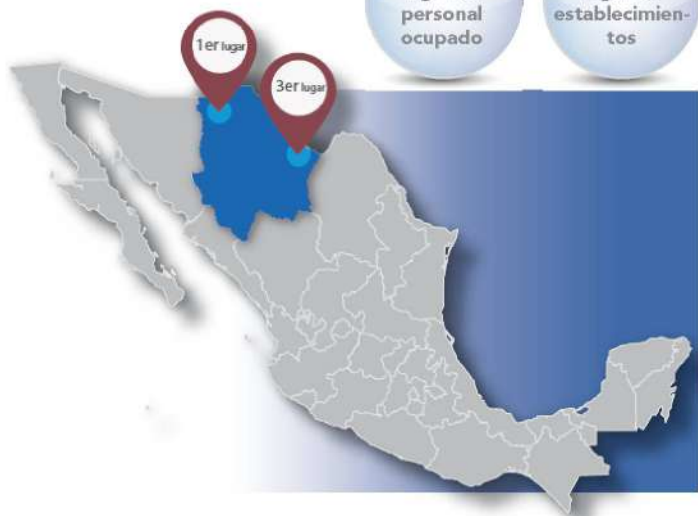 personal
ocupado
establecimien-
tos
1er lugar
3er lugar